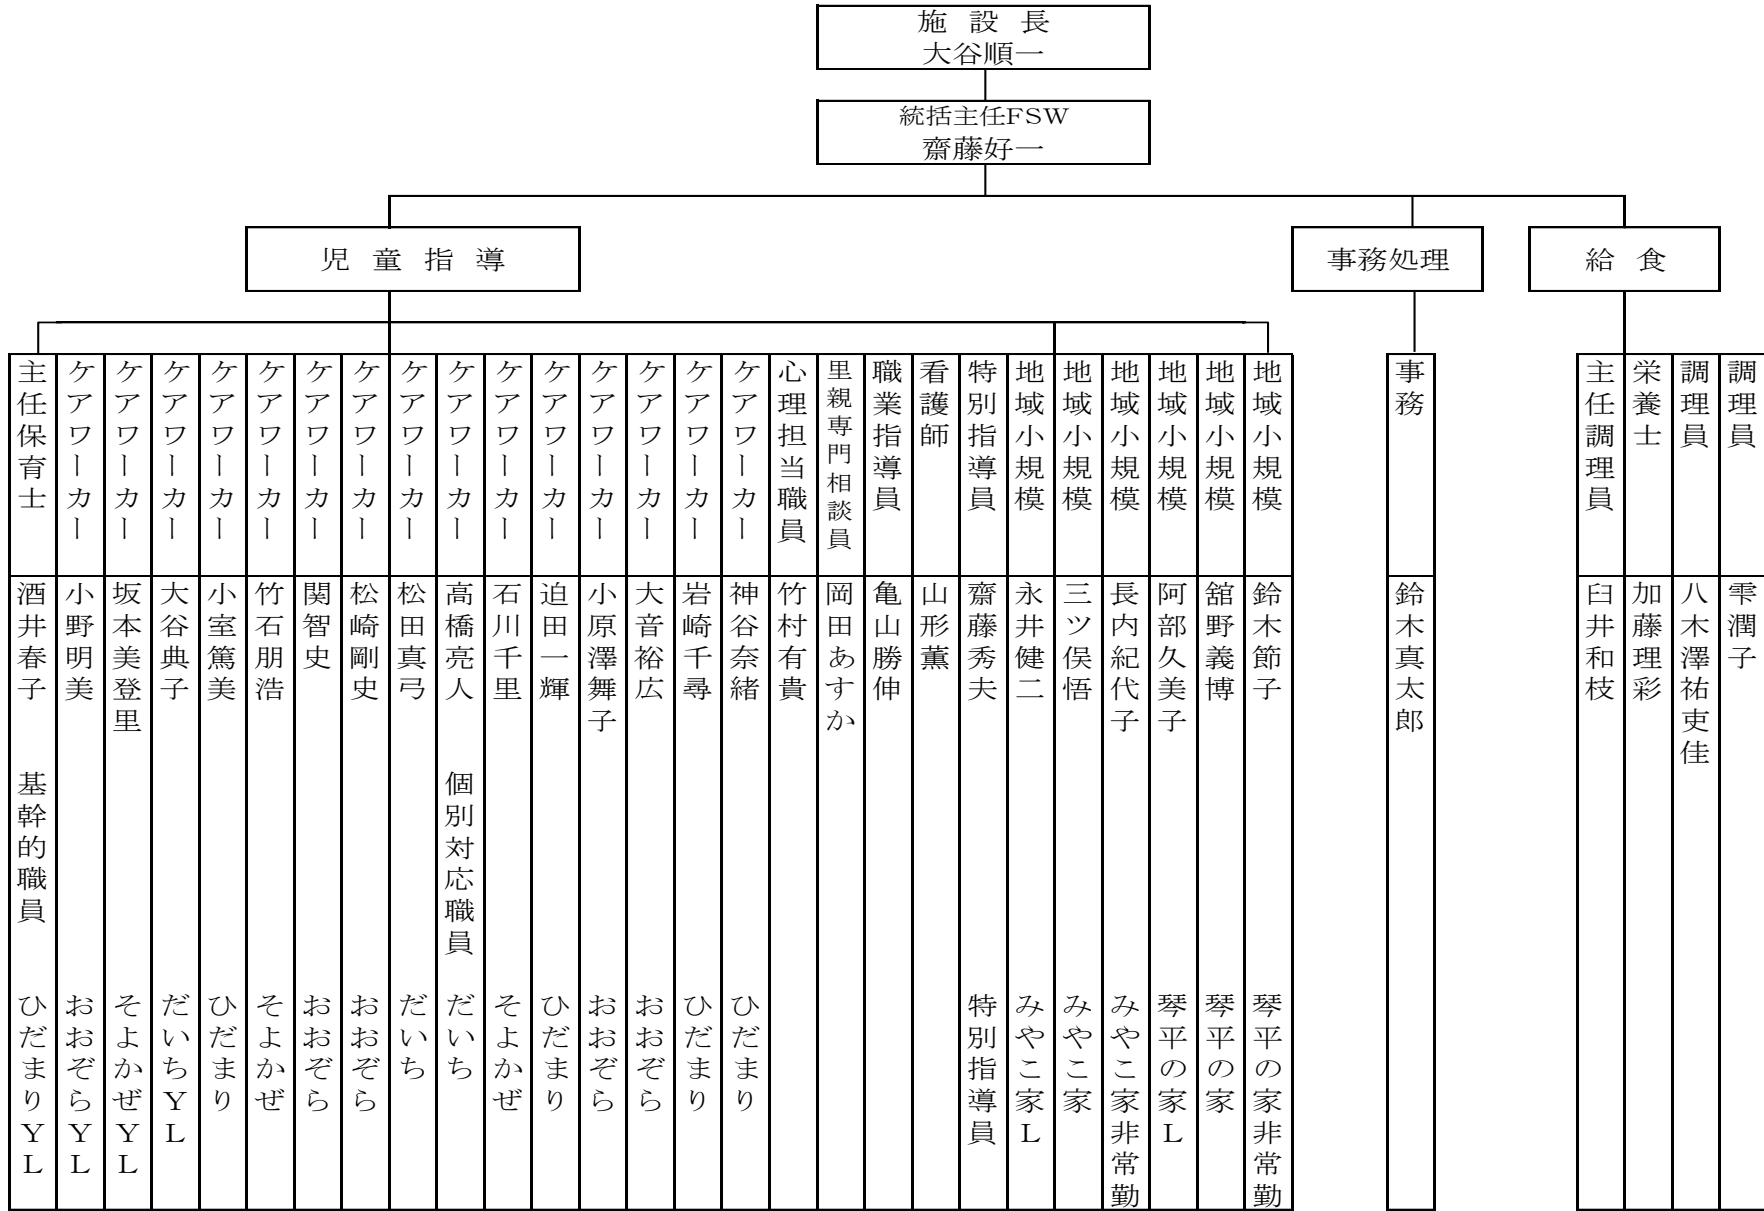 施設長
大谷順一
統括主任FSW
齋藤好一
児童指導
事務処理
給食
主任保育士 酒井春子 基幹的職員 ひだまりYL
ケアワーカー 小野明美 おおぞらYL
ケアワーカー 坂本美登里 そよかぜYL
ケアワーカー 大谷典子 だいちYL
ケアワーカー 小室篤美 ひだまり
ケアワーカー 竹石朋浩 そよかぜ
ケアワーカー 関智史 おおぞら
ケアワーカー 松崎剛史 おおぞら
ケアワーカー 松田真弓 だいち
ケアワーカー 高橋亮人 個別対応職員 だいち
ケアワーカー 石川千里 そよかぜ
ケアワーカー 迫田一輝 ひだまり
ケアワーカー 小原澤舞子 おおぞら
ケアワーカー 大音裕広 おおぞら
ケアワーカー 岩崎千尋 ひだまり
ケアワーカー 神谷奈緒 ひだまり
心理担当職員 竹村有貴
里親専門相談員 岡田あすか
職業指導員 亀山勝伸
看護師 山形薫
特別指導員 齋藤秀夫 特別指導員
地域小規模 永井健二 みやこ家L
地域小規模 三ツ俣悟 みやこ家
地域小規模 長内紀代子 みやこ家非常勤
地域小規模 阿部久美子 琴平の家L
地域小規模 舘野義博 琴平の家
地域小規模 鈴木節子 琴平の家非常勤
事務 鈴木真太郎
主任調理員 臼井和枝
栄養士 加藤理彩
調理員 八木澤祐吏佳
調理員 雫潤子